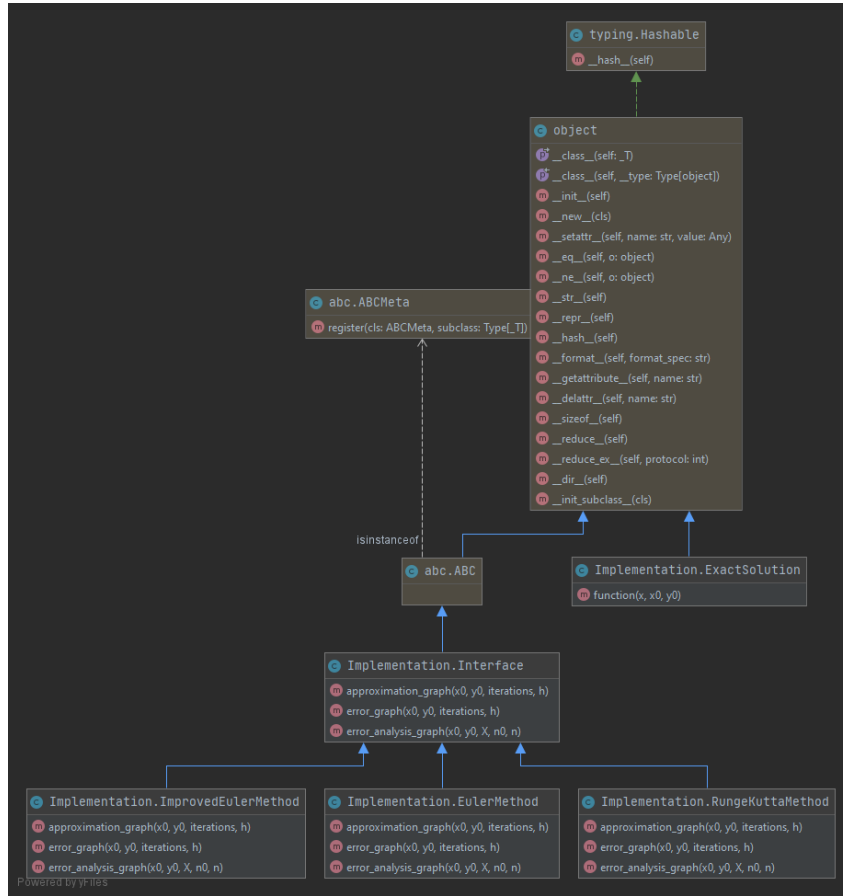 typing.Hashable
__hash__(self)
object
__class__(self: _T)
__class__(self, __type: Type[object])
__init__(self)
__new__(cls)
__setattr__(self, name: str, value: Any)
__eq__(self, o: object)
__ne__(self, o: object)
__str__(self)
__repr__(self)
__hash__(self)
__format__(self, format_spec: str)
__getattribute__(self, name: str)
__delattr__(self, name: str)
__sizeof__(self)
__reduce__(self)
__reduce_ex__(self, protocol: int)
__dir__(self)
__init_subclass__(cls)
abc.ABCMeta
register(cls: ABCMeta, subclass: Type[_T])
isinstanceof
abc.ABC
Implementation.ExactSolution
function(x, x0, y0)
Implementation.Interface
approximation_graph(x0, y0, iterations, h)
error_graph(x0, y0, iterations, h)
error_analysis_graph(x0, y0, X, n0, n)
Implementation.ImprovedEulerMethod
approximation_graph(x0, y0, iterations, h)
error_graph(x0, y0, iterations, h)
error_analysis_graph(x0, y0, X, n0, n)
Implementation.EulerMethod
approximation_graph(x0, y0, iterations, h)
error_graph(x0, y0, iterations, h)
error_analysis_graph(x0, y0, X, n0, n)
Implementation.RungeKuttaMethod
approximation_graph(x0, y0, iterations, h)
error_graph(x0, y0, iterations, h)
error_analysis_graph(x0, y0, X, n0, n)
Powered by yFiles